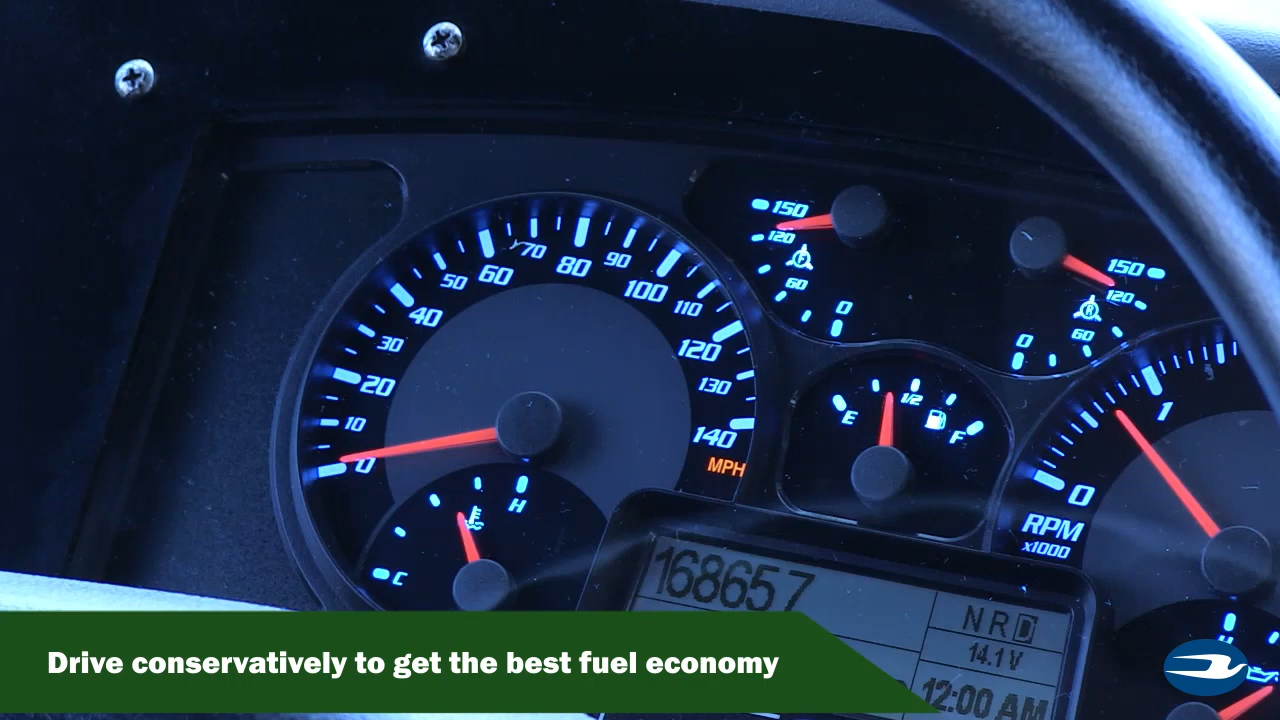 150
120
60
0
150
120
60
0
0
10
20
30
40
50
60
70
80
90
100
110
120
130
140
MPH
E
1/2
F
C
H
0
1
RPM
x1000
168657
N R D
14.1 V
12:00 AM
H
Drive conservatively to get the best fuel economy